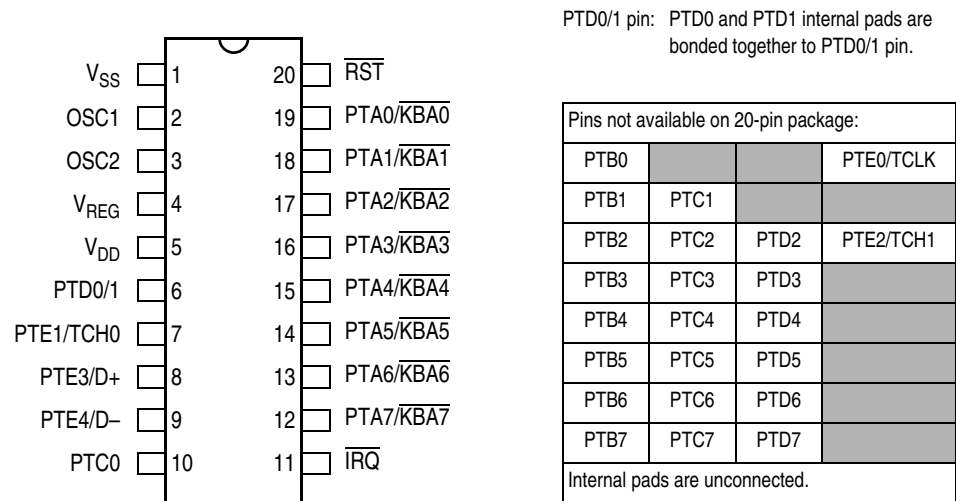 PTD0/1 pin: PTD0 and PTD1 internal pads are
bonded together to PTD0/1 pin.
VSS 1 20 RST
OSC1 2 19 PTA0/KBA0
OSC2 3 18 PTA1/KBA1
VREG 4 17 PTA2/KBA2
VDD 5 16 PTA3/KBA3
PTD0/1 6 15 PTA4/KBA4
PTE1/TCH0 7 14 PTA5/KBA5
PTE3/D+ 8 13 PTA6/KBA6
PTE4/D– 9 12 PTA7/KBA7
PTC0 10 11 IRQ
Pins not available on 20-pin package:
PTB0 PTE0/TCLK
PTB1 PTC1
PTB2 PTC2 PTD2 PTE2/TCH1
PTB3 PTC3 PTD3
PTB4 PTC4 PTD4
PTB5 PTC5 PTD5
PTB6 PTC6 PTD6
PTB7 PTC7 PTD7
Internal pads are unconnected.